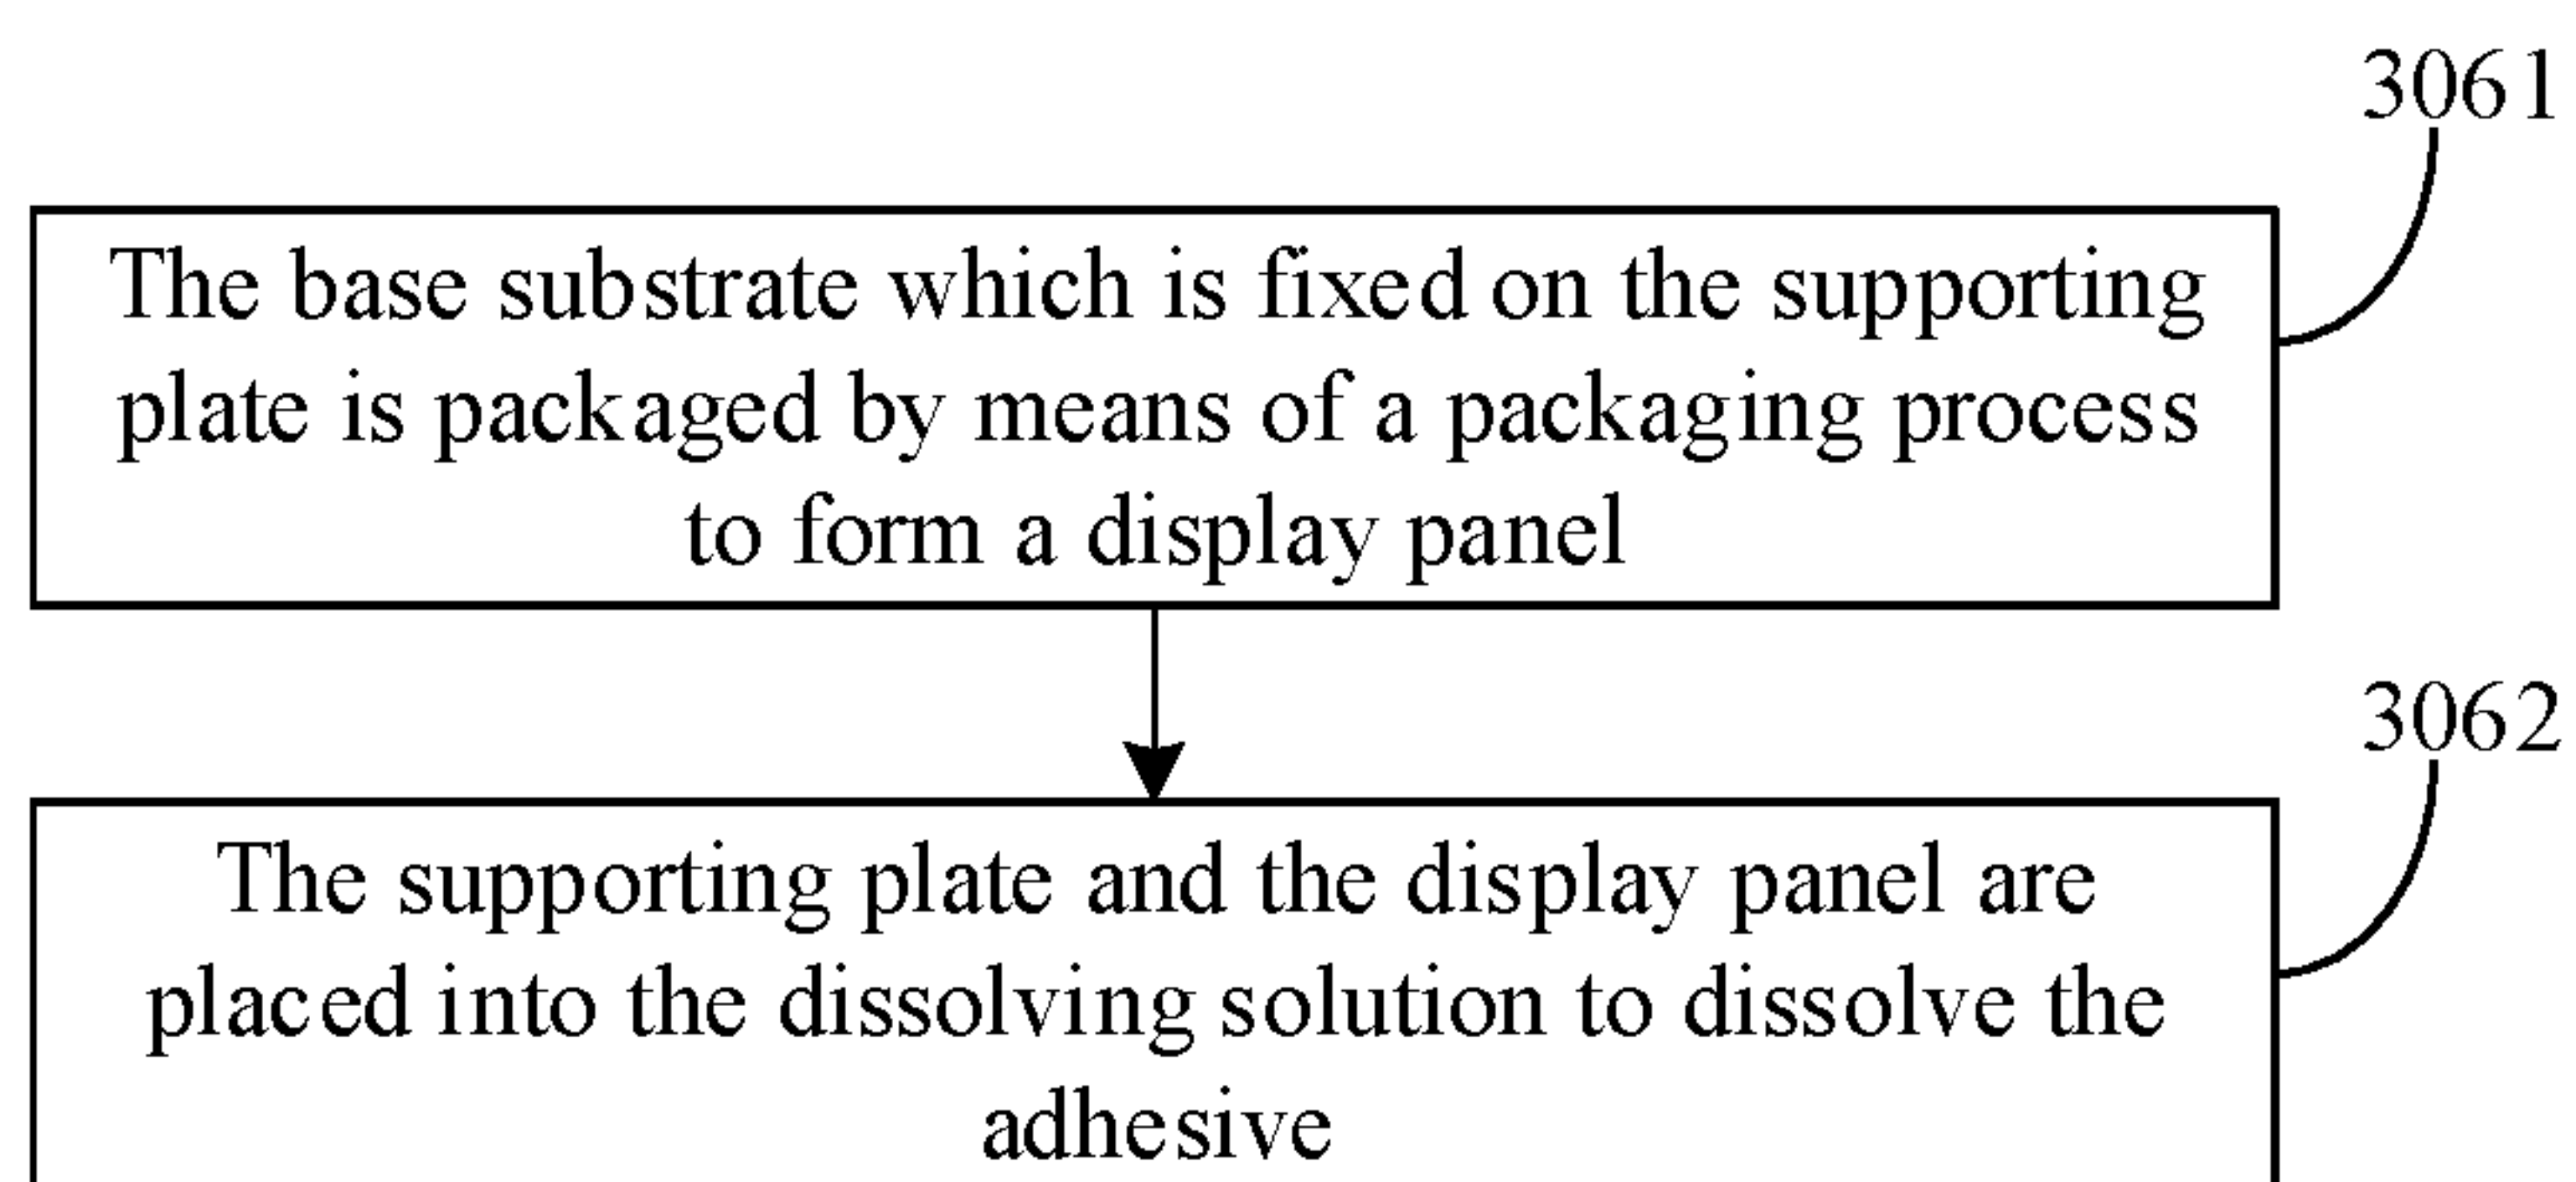 3061
The base substrate which is fixed on the supporting
plate is packaged by means of a packaging process
to form a display panel
3062
The supporting plate and the display panel are
placed into the dissolving solution to dissolve the
adhesive